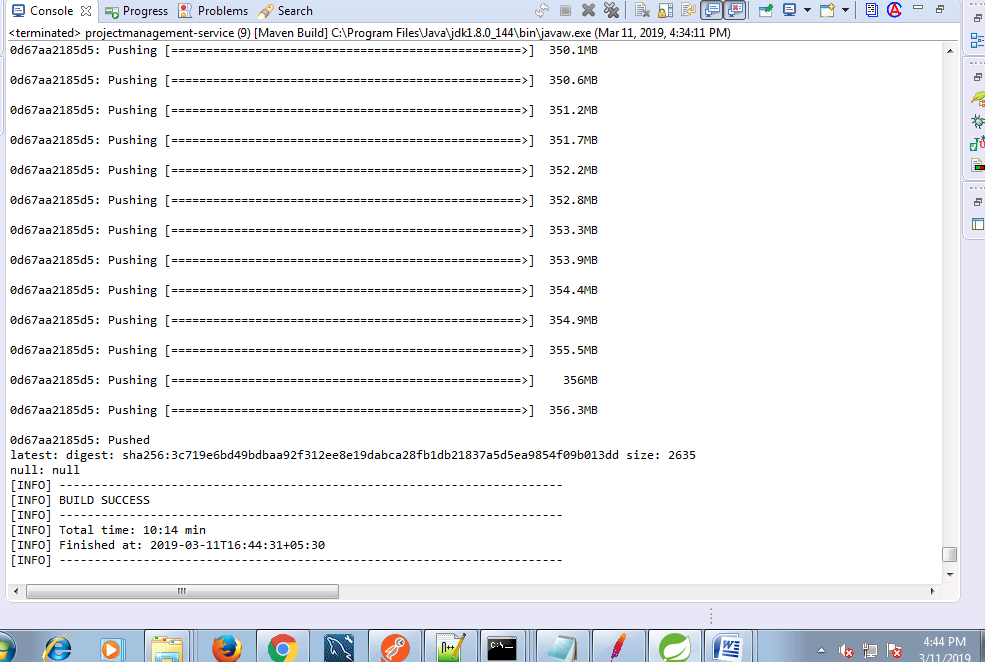 Console Progress Problems Search
<terminated> projectmanagement-service (9) [Maven Build] C:\Program Files\Java\jdk1.8.0_144\bin\javaw.exe (Mar 11, 2019, 4:34:11 PM)
0d67aa2185d5: Pushing [==================================================>]  350.1MB
0d67aa2185d5: Pushing [==================================================>]  350.6MB
0d67aa2185d5: Pushing [==================================================>]  351.2MB
0d67aa2185d5: Pushing [==================================================>]  351.7MB
0d67aa2185d5: Pushing [==================================================>]  352.2MB
0d67aa2185d5: Pushing [==================================================>]  352.8MB
0d67aa2185d5: Pushing [==================================================>]  353.3MB
0d67aa2185d5: Pushing [==================================================>]  353.9MB
0d67aa2185d5: Pushing [==================================================>]  354.4MB
0d67aa2185d5: Pushing [==================================================>]  354.9MB
0d67aa2185d5: Pushing [==================================================>]  355.5MB
0d67aa2185d5: Pushing [==================================================>]    356MB
0d67aa2185d5: Pushing [==================================================>]  356.3MB
0d67aa2185d5: Pushed
latest: digest: sha256:3c719e6bd49bdbaa92f312ee8e19dabca28fb1db21837a5d5ea9854f09b013dd size: 2635
null: null
[INFO] ------------------------------------------------------------------------
[INFO] BUILD SUCCESS
[INFO] ------------------------------------------------------------------------
[INFO] Total time: 10:14 min
[INFO] Finished at: 2019-03-11T16:44:31+05:30
[INFO] ------------------------------------------------------------------------
4:44 PM
3/11/2019